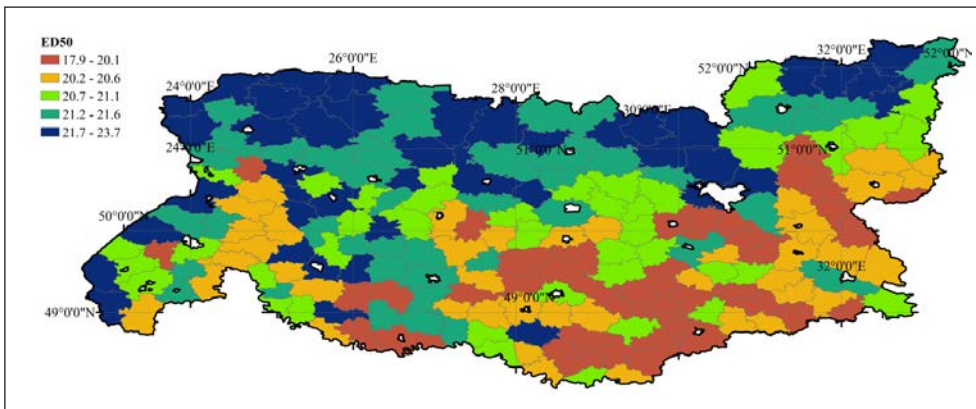 ED50
17.9 - 20.1
20.2 - 20.6
20.7 - 21.1
21.2 - 21.6
21.7 - 23.7
26°0'0"E
32°0'0"E
52°0'0"N
52°0'0"N
24°0'0"E
28°0'0"E
30°0'0"E
24°0'0"E
51°0'0"N
51°0'0"N
50°0'0"N
32°0'0"E
49°0'0"N
49°0'0"N